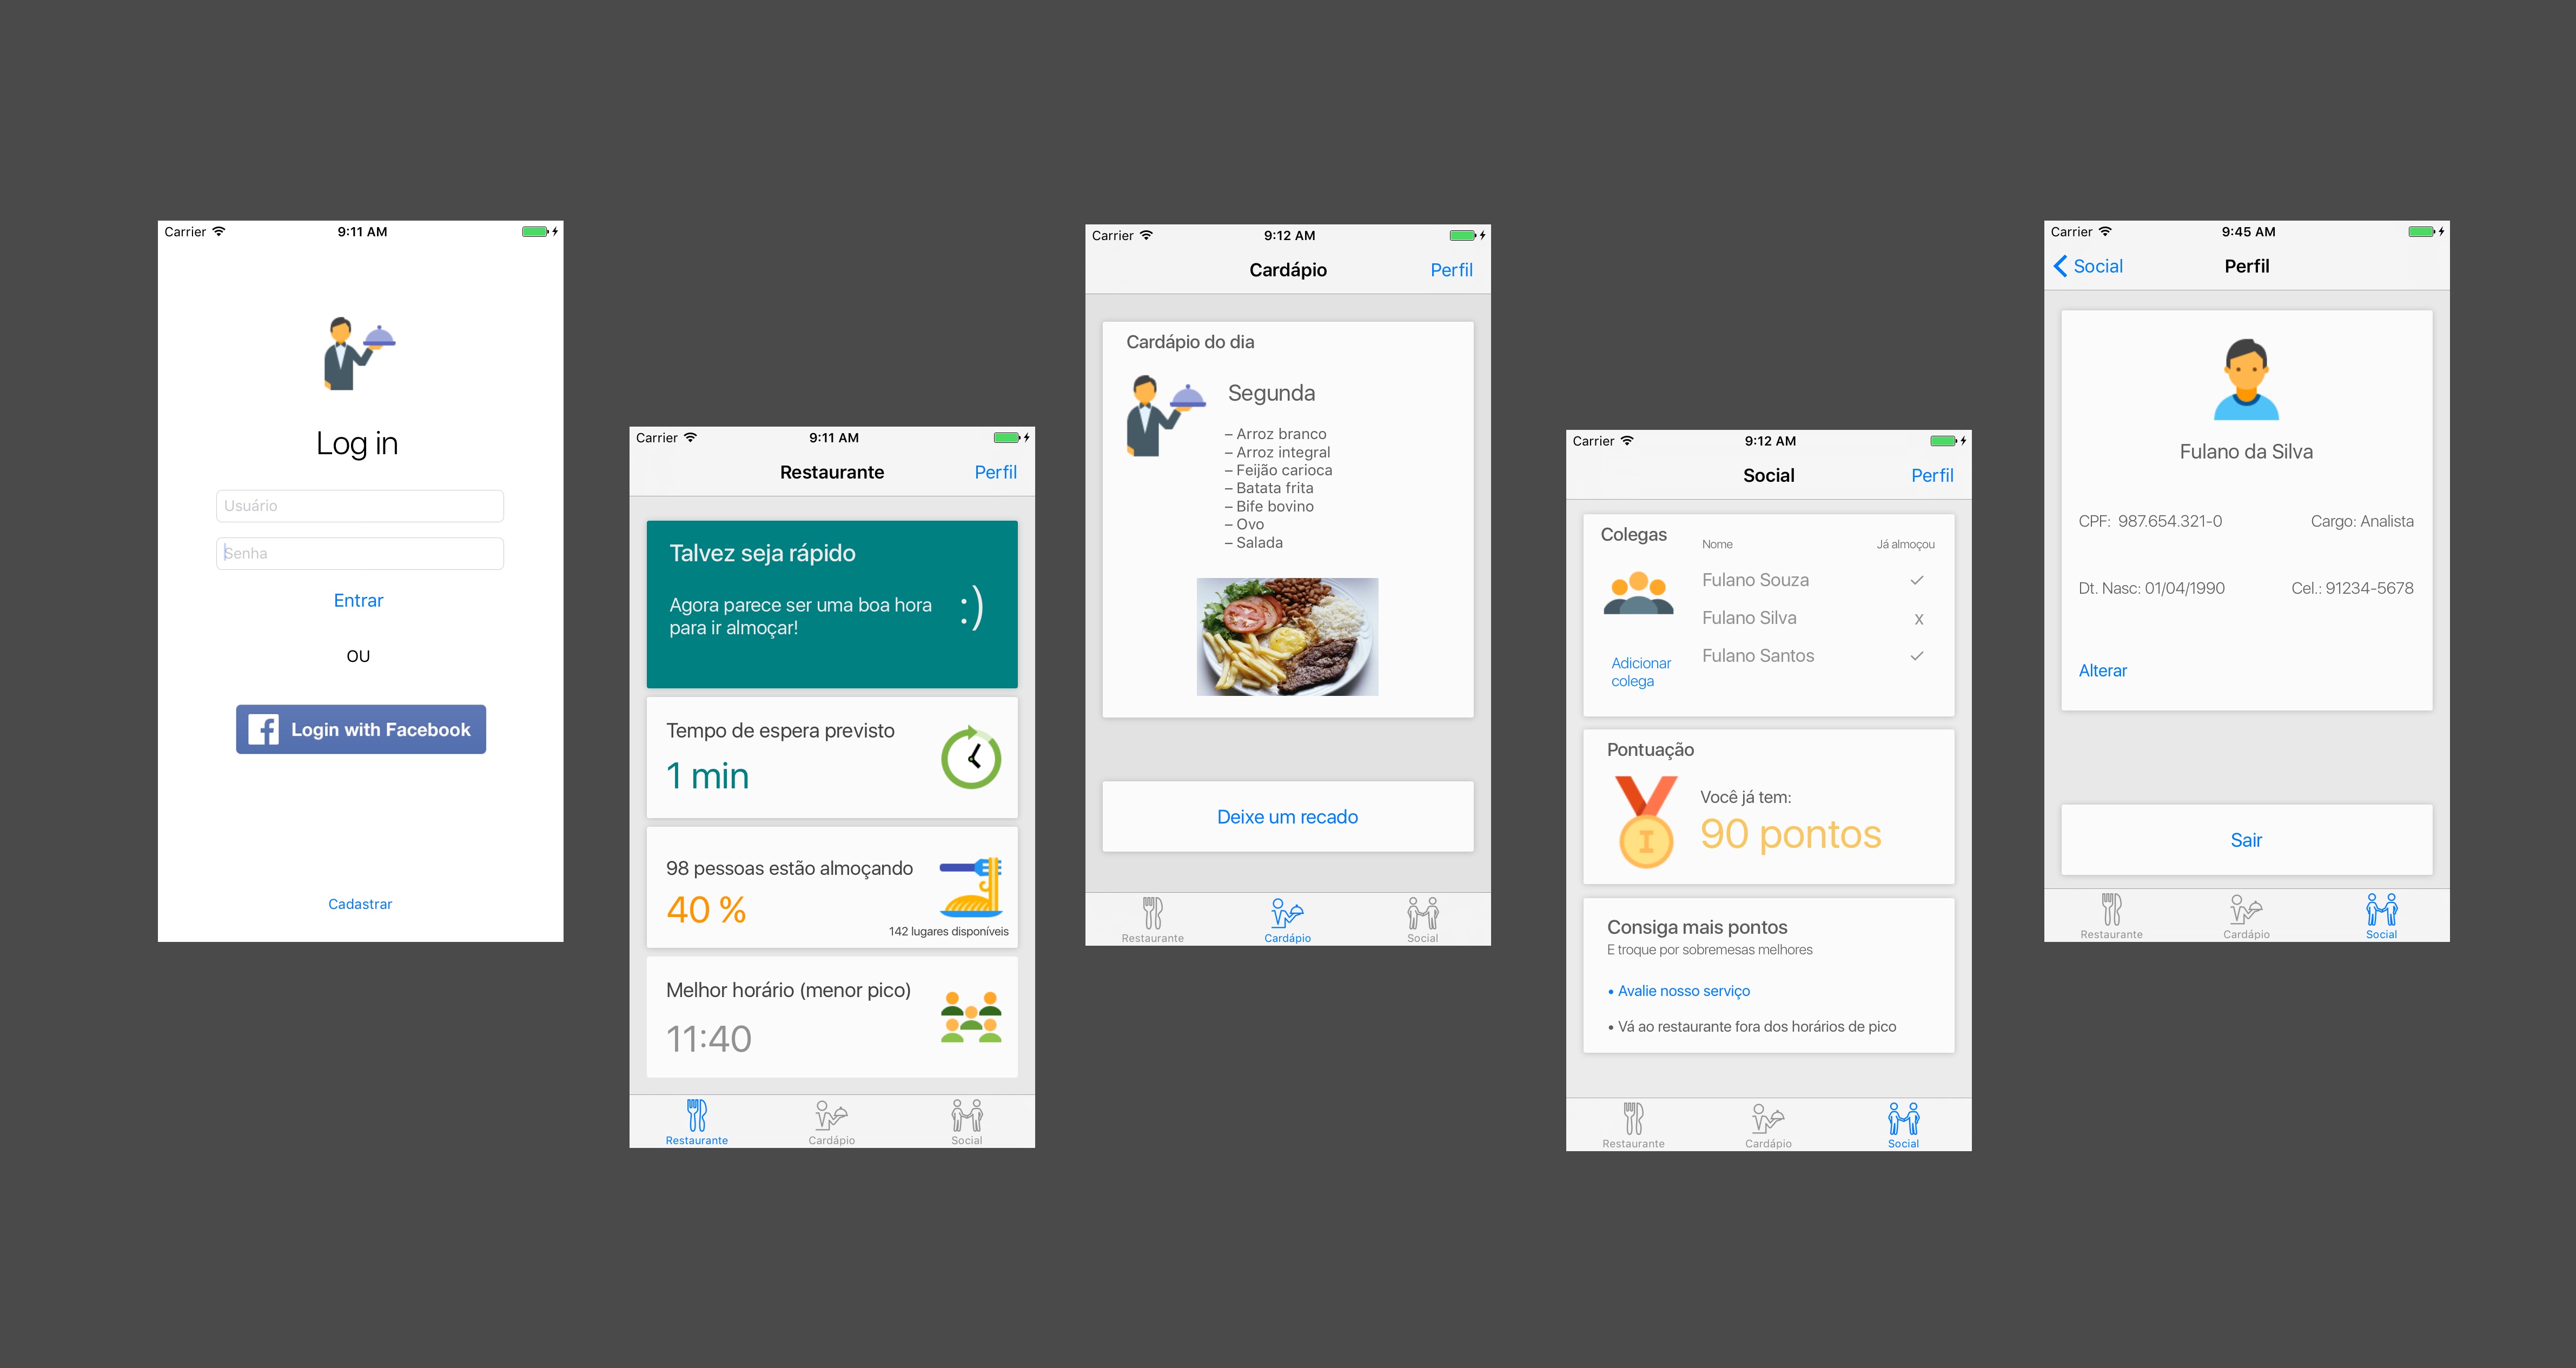 Carrier 9:11 AM
Log in
Usuário
Senha
Entrar
OU
Login with Facebook
Cadastrar
Carrier 9:11 AM
Restaurante Perfil
Talvez seja rápido
Agora parece ser uma boa hora
para ir almoçar!
:)
Tempo de espera previsto
1 min
98 pessoas estão almoçando
40 %
142 lugares disponíveis
Melhor horário (menor pico)
11:40
Restaurante Cardápio Social
Carrier 9:12 AM
Cardápio Perfil
Cardápio do dia
Segunda
– Arroz branco
– Arroz integral
– Feijão carioca
– Batata frita
– Bife bovino
– Ovo
– Salada
Deixe um recado
Restaurante Cardápio Social
Carrier 9:12 AM
Social Perfil
Colegas
Nome Já almoçou
Fulano Souza ✓
Fulano Silva x
Fulano Santos ✓
Adicionar
colega
Pontuação
I
Você já tem:
90 pontos
Consiga mais pontos
E troque por sobremesas melhores
• Avalie nosso serviço
• Vá ao restaurante fora dos horários de pico
Restaurante Cardápio Social
Carrier 9:45 AM
Social Perfil
Fulano da Silva
CPF: 987.654.321-0 Cargo: Analista
Dt. Nasc: 01/04/1990 Cel.: 91234-5678
Alterar
Sair
Restaurante Cardápio Social